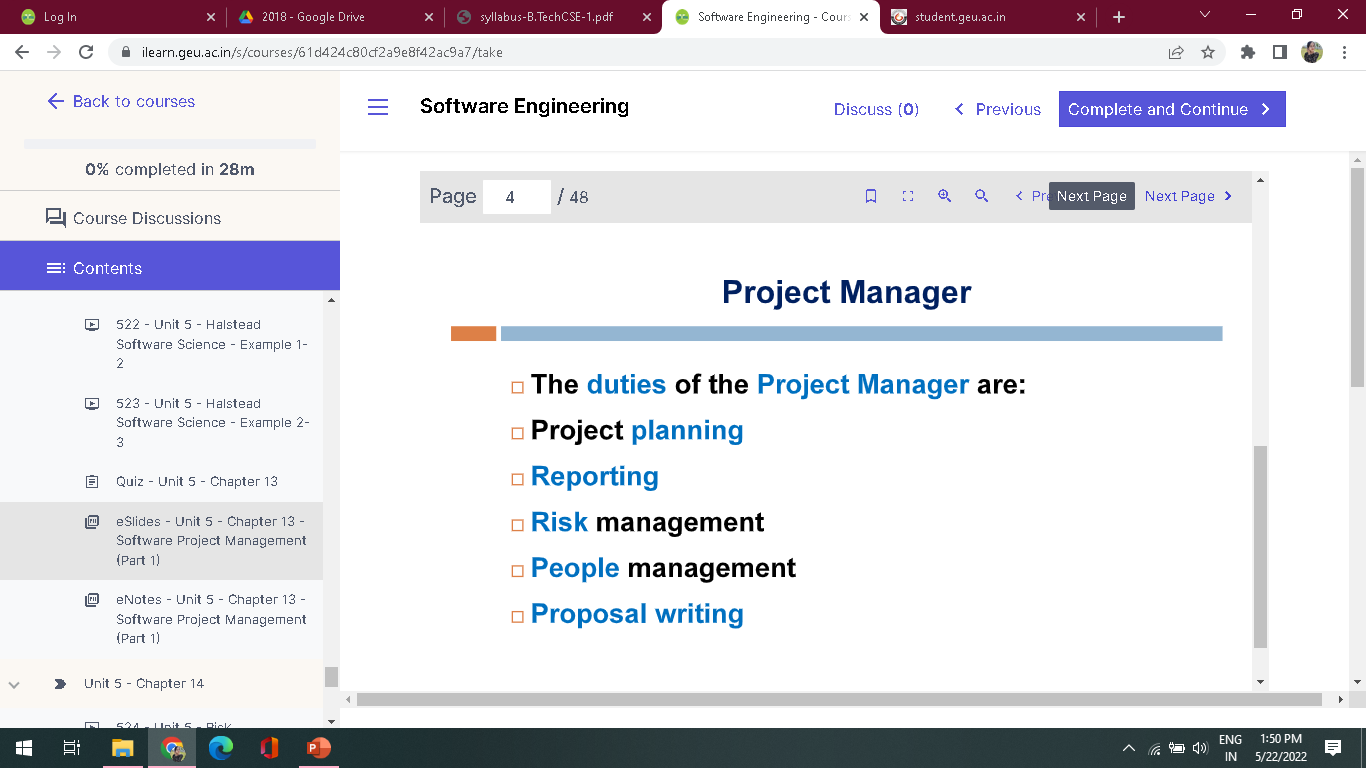 Log In
2018 - Google Drive
syllabus-B.TechCSE-1.pdf
Software Engineering - Cours
student.geu.ac.in
ilearn.geu.ac.in/s/courses/61d424c80cf2a9e8f42ac9a7/take
Back to courses
0% completed in 28m
Course Discussions
Contents
522 - Unit 5 - Halstead
Software Science - Example 1-
2
523 - Unit 5 - Halstead
Software Science - Example 2-
3
Quiz - Unit 5 - Chapter 13
eSlides - Unit 5 - Chapter 13 -
Software Project Management
(Part 1)
eNotes - Unit 5 - Chapter 13 -
Software Project Management
(Part 1)
Unit 5 - Chapter 14
524 - Unit 5 - Risk
Software Engineering
Discuss (0)
Previous
Complete and Continue
Page 4 / 48
Pre
Next Page
Next Page
Project Manager
The duties of the Project Manager are:
Project planning
Reporting
Risk management
People management
Proposal writing
ENG
IN
1:50 PM
5/22/2022